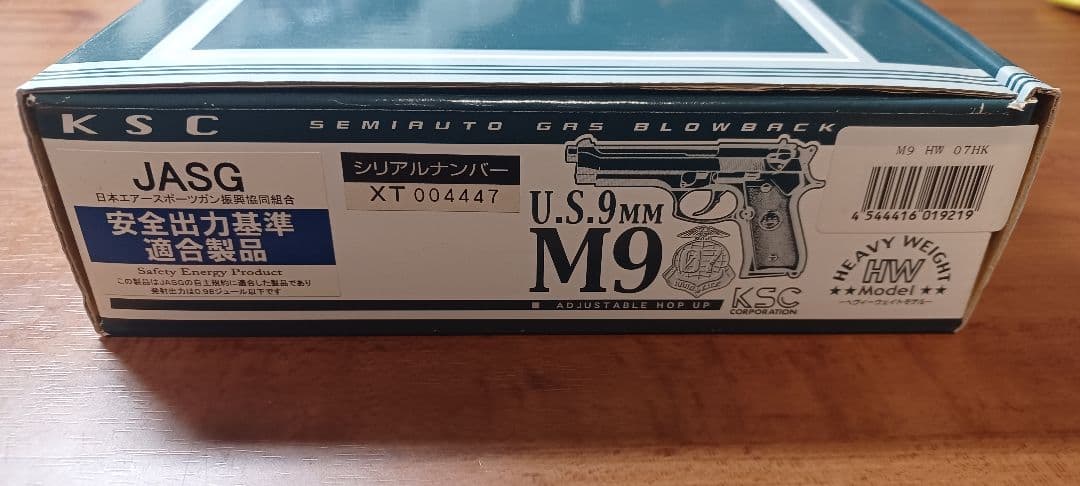 KSC SEMIAUTO GAS BLOWBACK
JASG
日本エアースポーツガン振興協同組合
安全出力基準
適合製品
Safety Energy Product
この製品はJASGの自主規約に適合した製品であり
発射出力は0.98ジュール以下です
シリアルナンバー
XT 004447
U.S.9MM
M9
07
ADJUSTABLE HOP UP
KSC
CORPORATION
M9 HW 07HK
4 544416 019219
HEAVY WEIGHT
HW
★★Model★★
-ヘヴィーウェイトモデル-